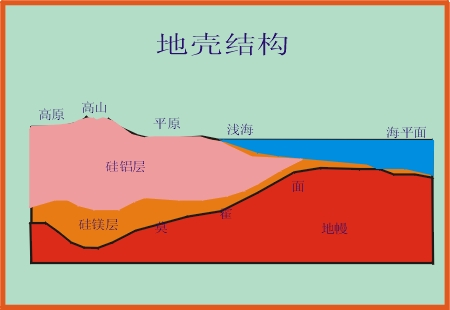 地壳结构
高原 高山 平原 浅海 海平面
硅铝层
硅镁层 莫 霍 面 地幔